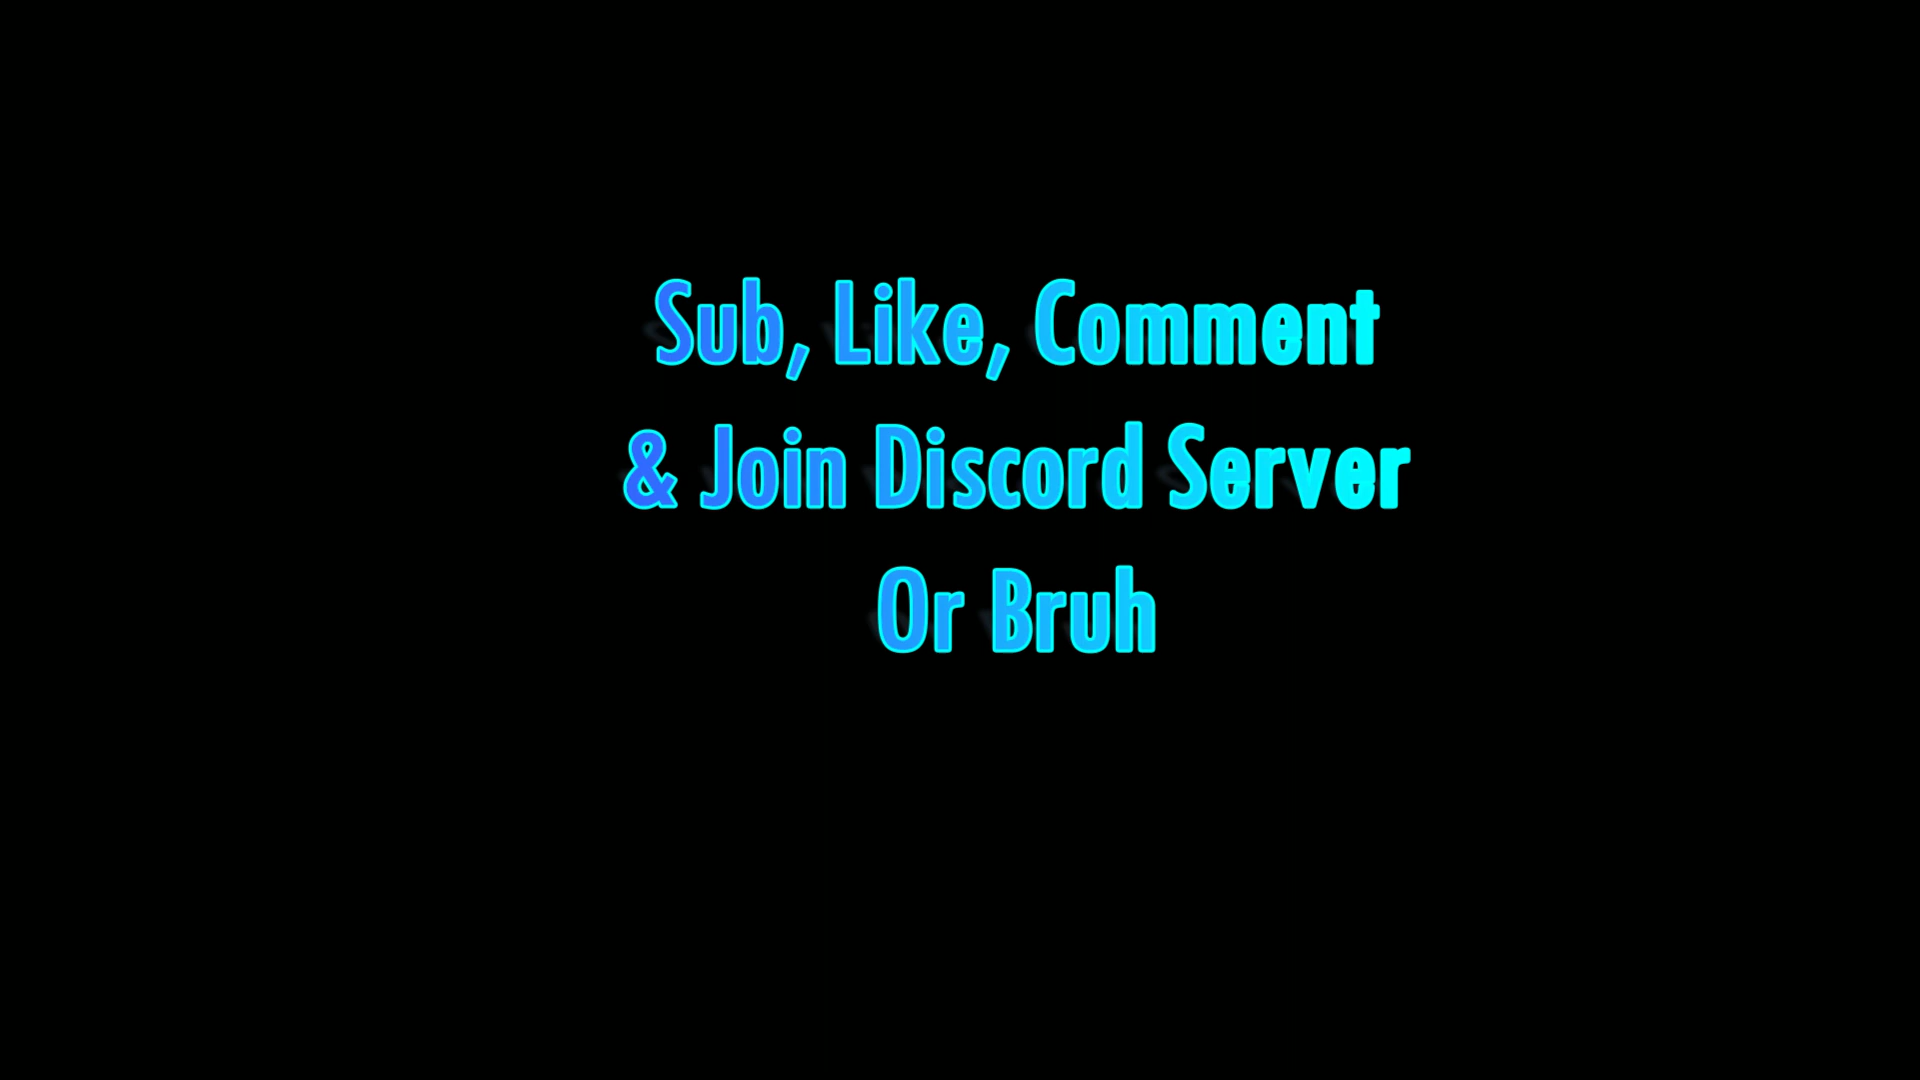 Sub, Like, Comment
& Join Discord Server
Or Bruh